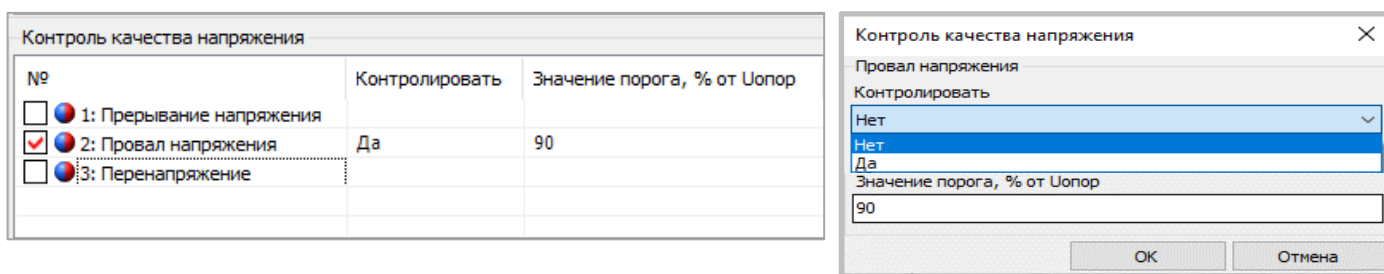 Контроль качества напряжения
№ Контролировать Значение порога, % от Uопор
1: Прерывание напряжения
2: Провал напряжения Да 90
3: Перенапряжение
Контроль качества напряжения
Провал напряжения
Контролировать
Нет
Нет
Да
Значение порога, % от Uопор
90
OK Отмена